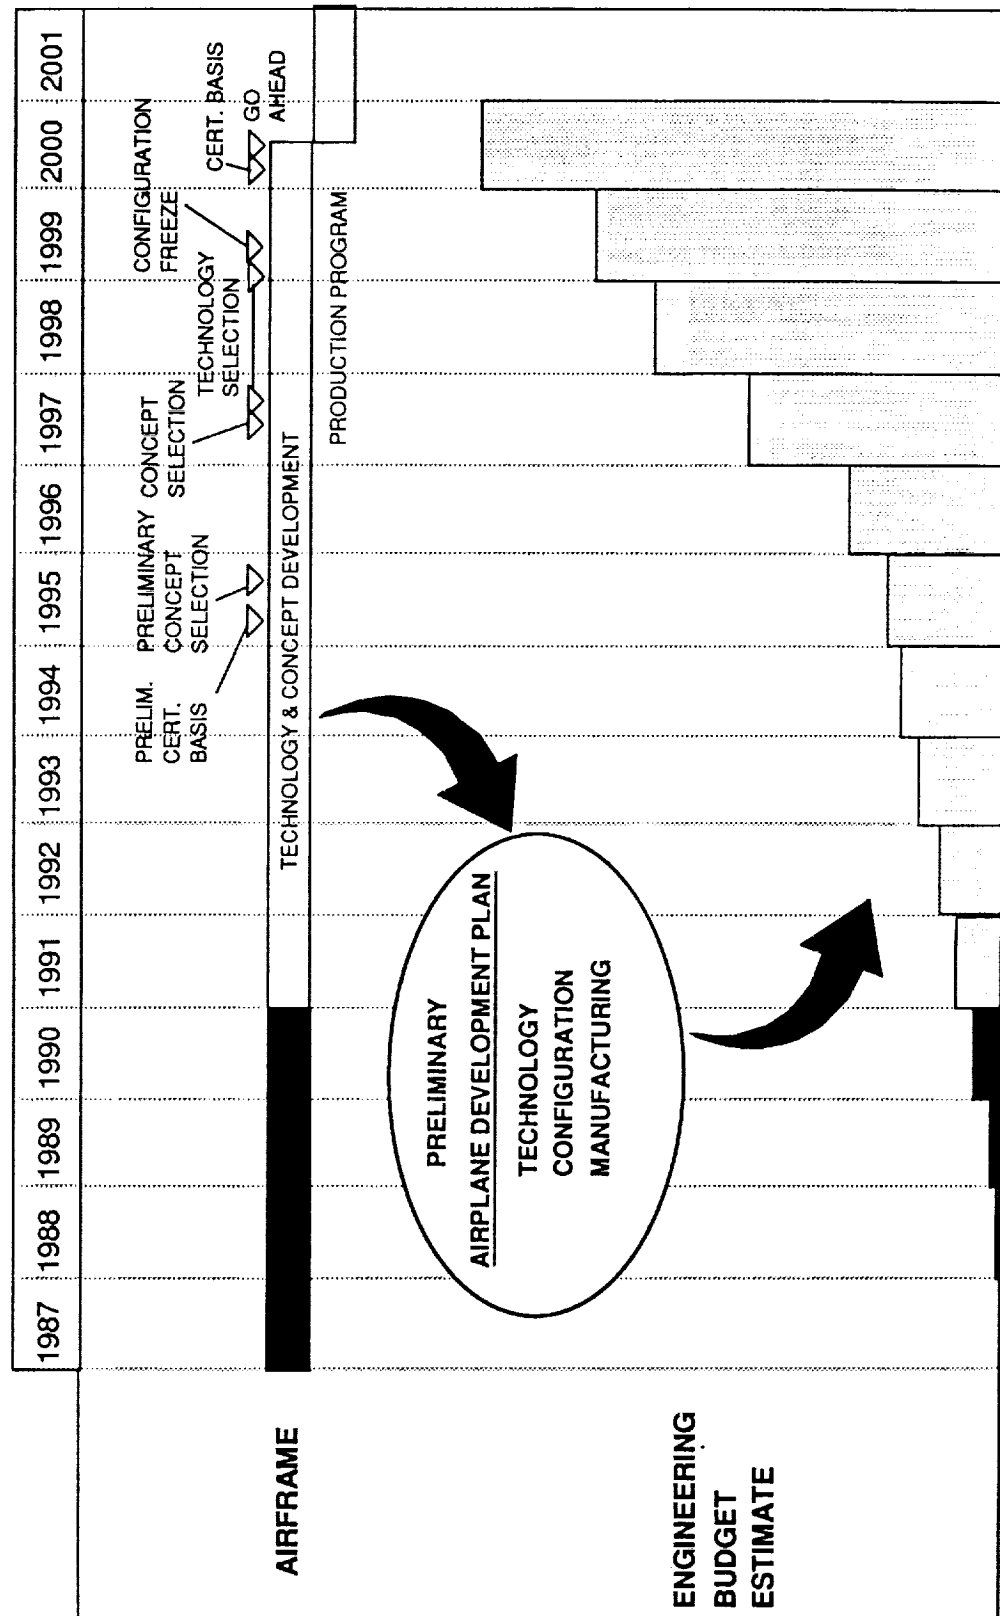 1987 1988 1989 1990 1991 1992 1993 1994 1995 1996 1997 1998 1999 2000 2001
PRELIM.
CERT.
BASIS
PRELIMINARY
CONCEPT
SELECTION
CONCEPT
SELECTION
TECHNOLOGY
SELECTION
CONFIGURATION
FREEZE
CERT. BASIS
GO
AHEAD
AIRFRAME
TECHNOLOGY & CONCEPT DEVELOPMENT
PRODUCTION PROGRAM
PRELIMINARY
AIRPLANE DEVELOPMENT PLAN
TECHNOLOGY
CONFIGURATION
MANUFACTURING
ENGINEERING
BUDGET
ESTIMATE